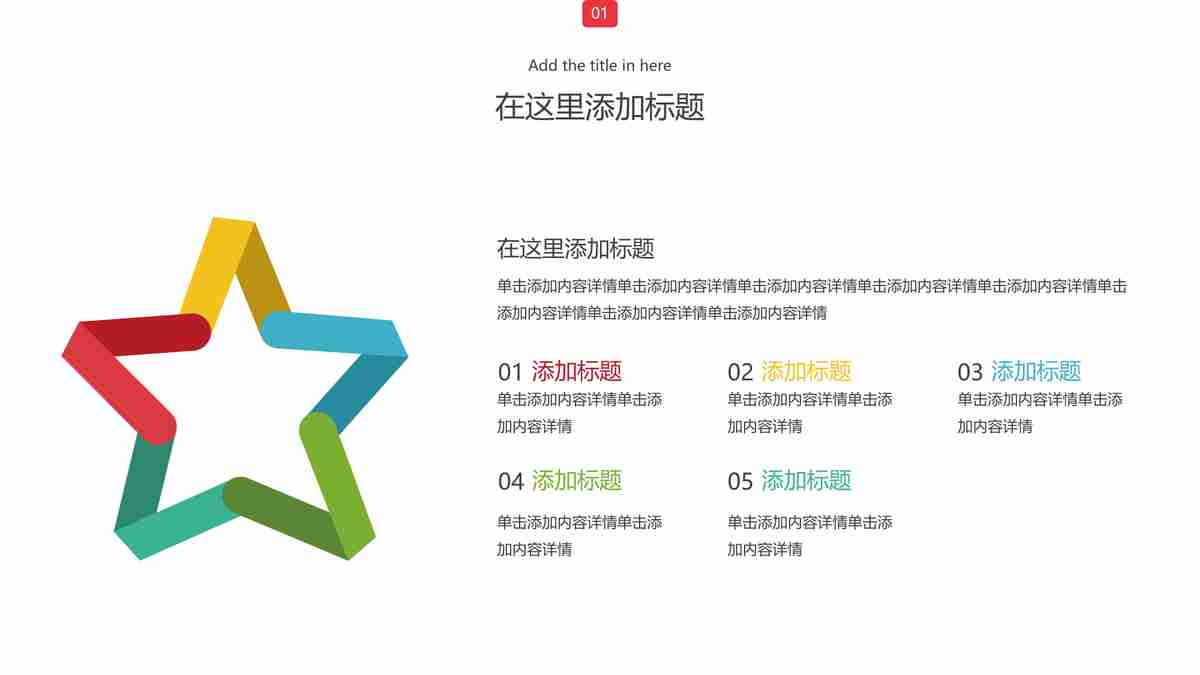 01
Add the title in here
在这里添加标题
在这里添加标题
单击添加内容详情单击添加内容详情单击添加内容详情单击添加内容详情单击添加内容详情单击
添加内容详情单击添加内容详情单击添加内容详情
01 添加标题
单击添加内容详情单击添
加内容详情
02 添加标题
单击添加内容详情单击添
加内容详情
03 添加标题
单击添加内容详情单击添
加内容详情
04 添加标题
单击添加内容详情单击添
加内容详情
05 添加标题
单击添加内容详情单击添
加内容详情